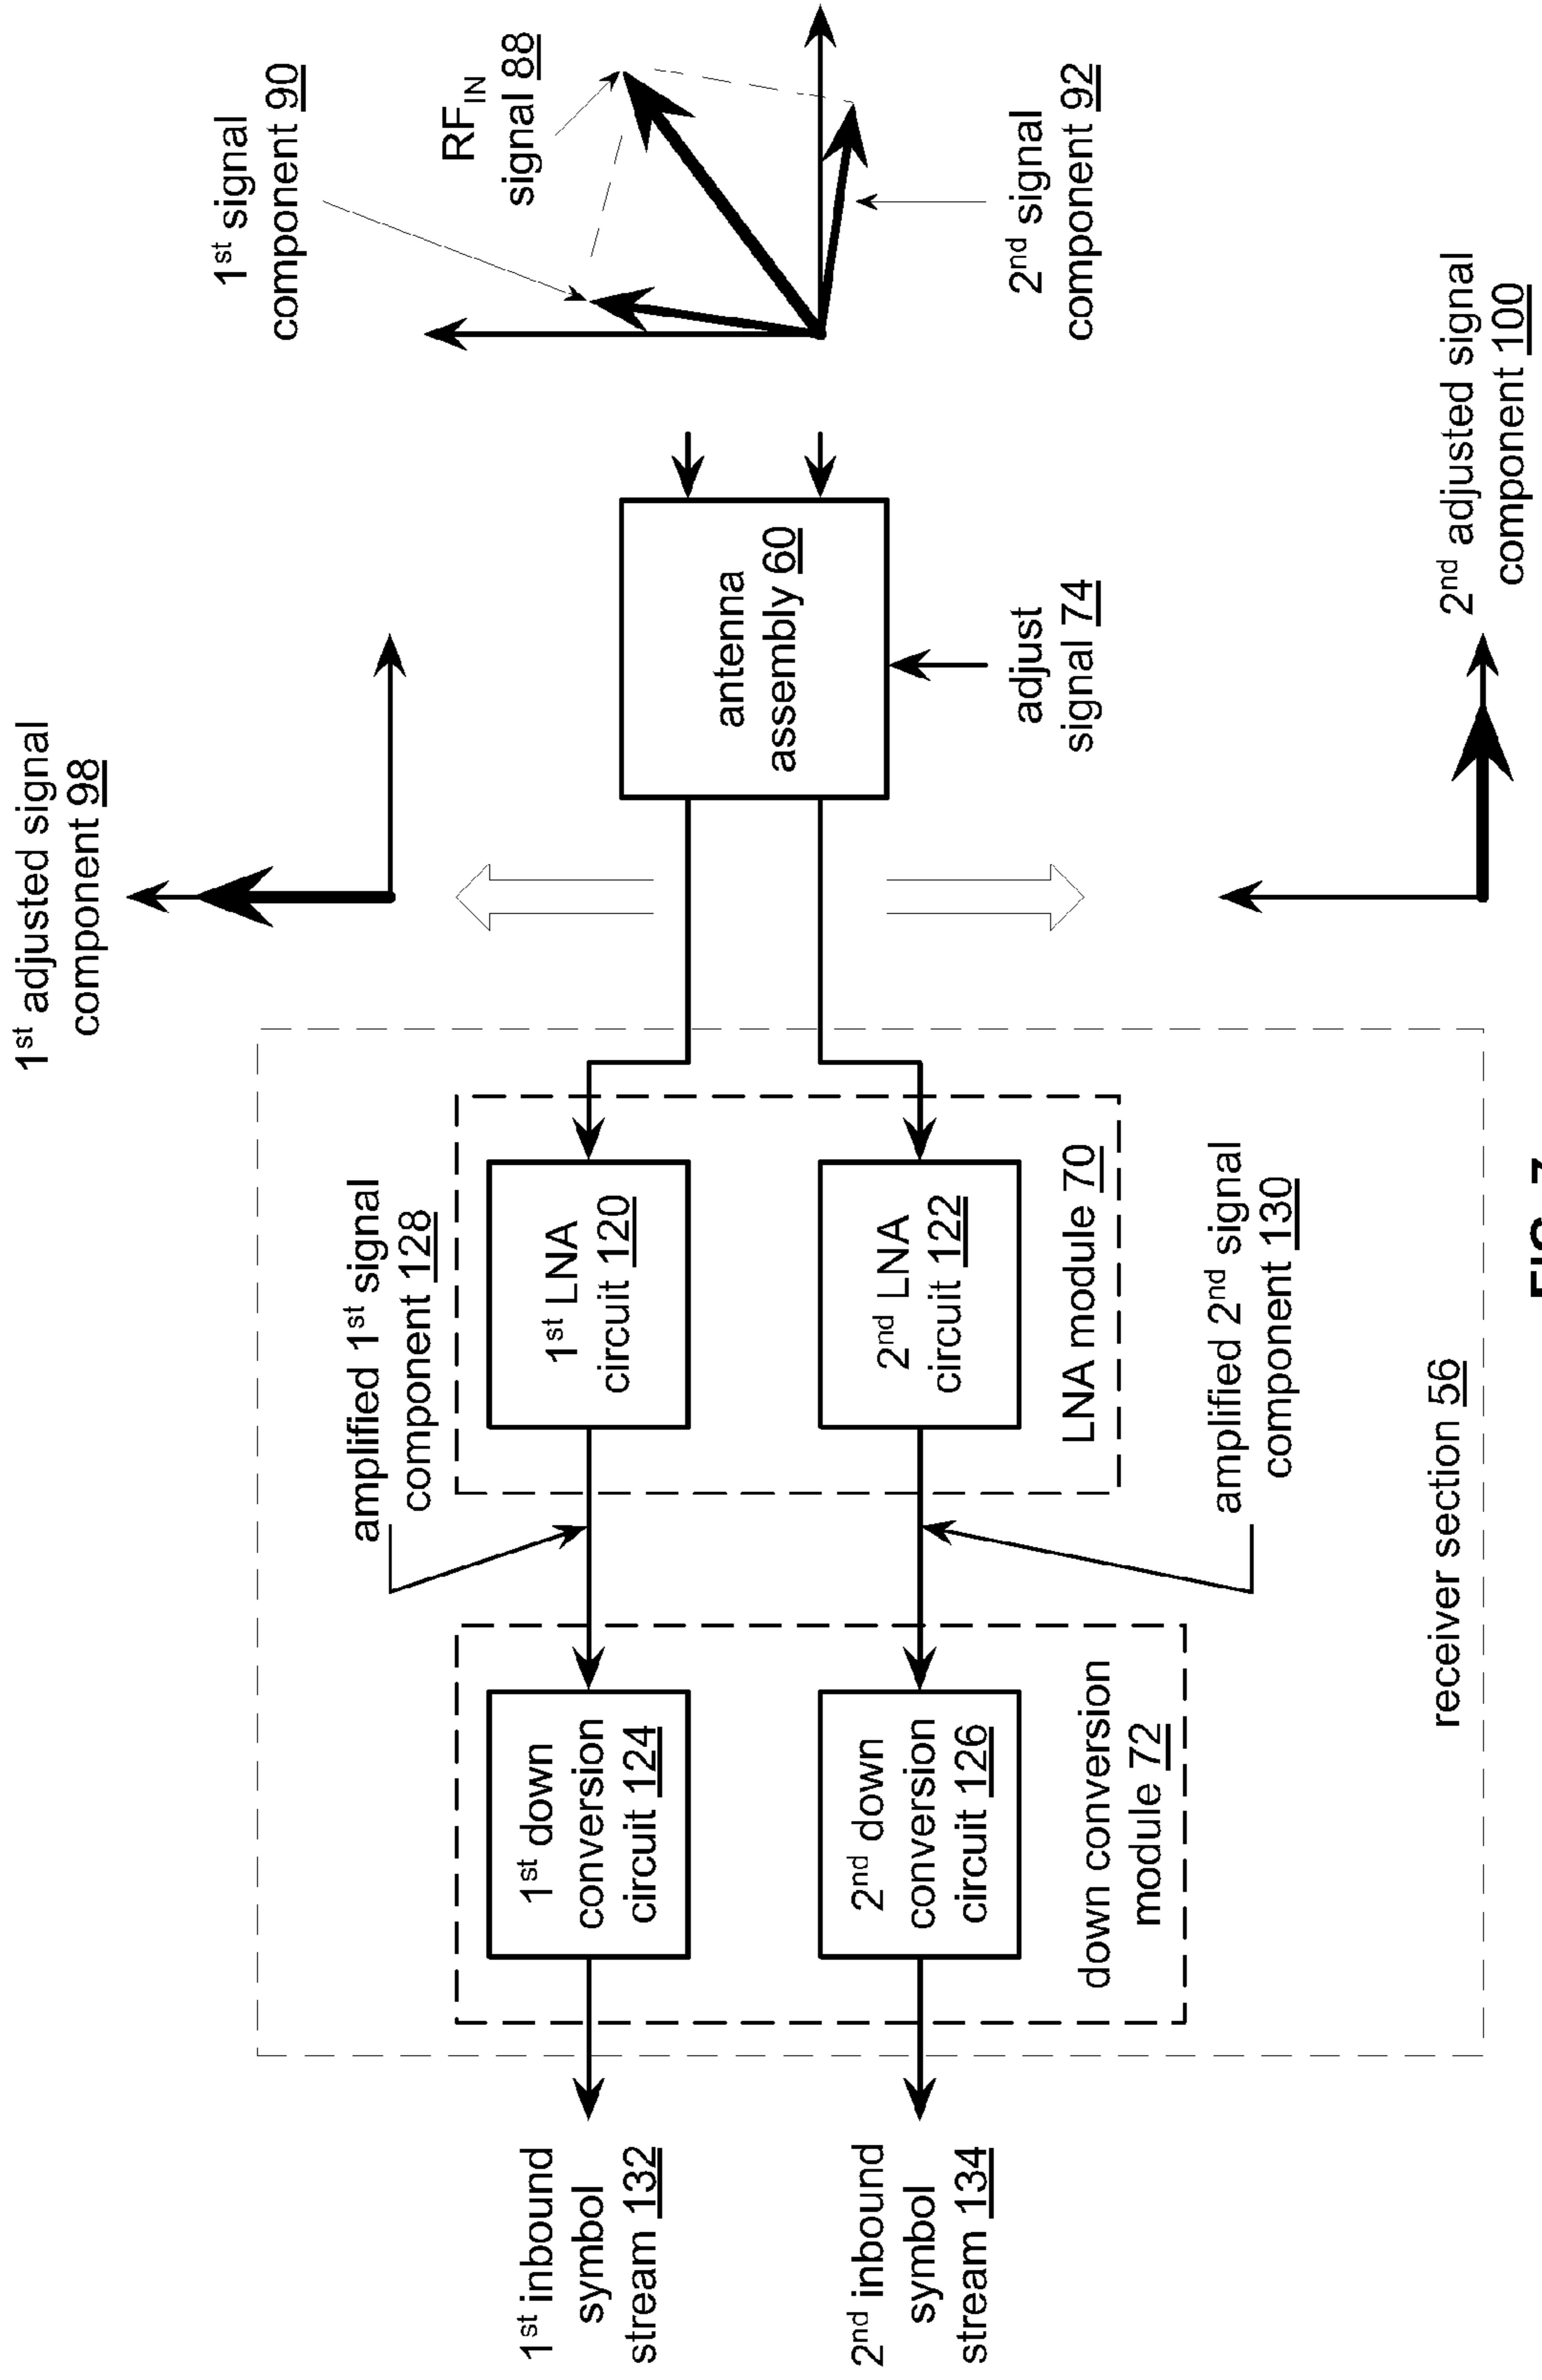 1st adjusted signal
component 98
1st signal
component 90
amplified 1st signal
component 128
RFIN
signal 88
1st inbound
symbol
stream 132
1st down
conversion
circuit 124
1st LNA
circuit 120
antenna
assembly 60
2nd inbound
symbol
stream 134
2nd down
conversion
circuit 126
2nd LNA
circuit 122
adjust
signal 74
2nd signal
component 92
down conversion
module 72
LNA module 70
amplified 2nd signal
component 130
receiver section 56
2nd adjusted signal
component 100
FIG. 7